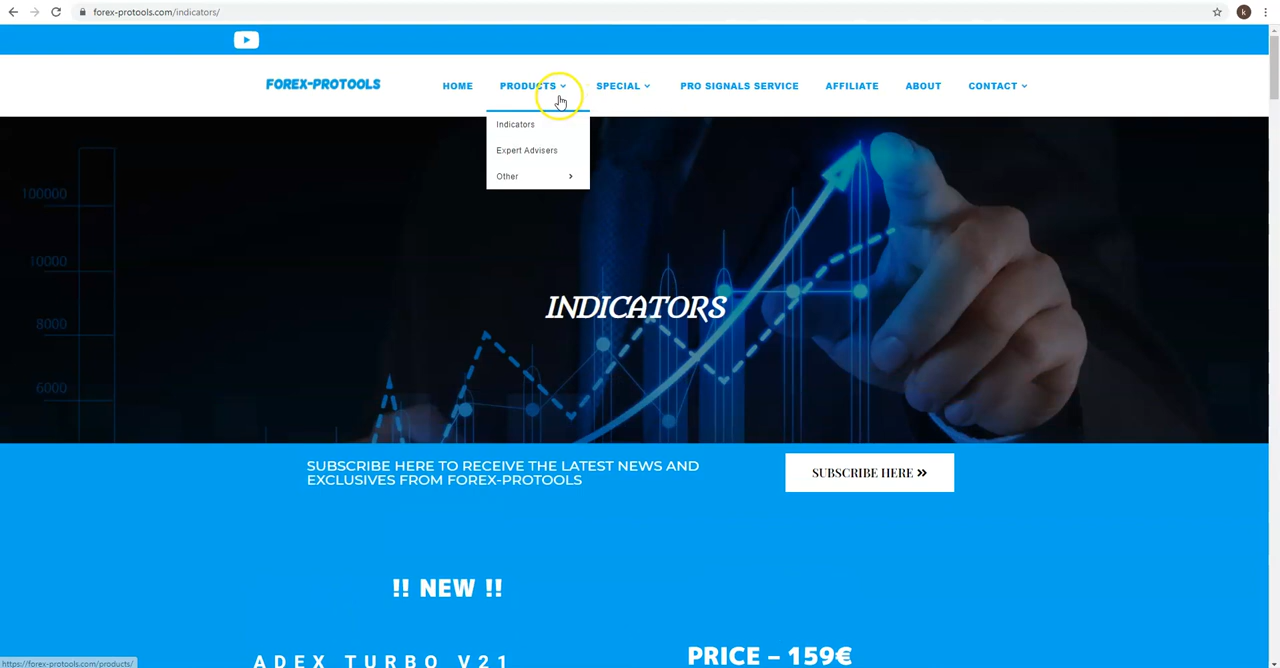 forex-protools.com/indicators/
k
FOREX-PROTOOLS
HOME
PRODUCTS
SPECIAL
PRO SIGNALS SERVICE
AFFILIATE
ABOUT
CONTACT
Indicators
Expert Advisers
Other
100000
10000
8000
6000
INDICATORS
SUBSCRIBE HERE TO RECEIVE THE LATEST NEWS AND
EXCLUSIVES FROM FOREX-PROTOOLS
SUBSCRIBE HERE »
!! NEW !!
ADEX TURBO V21
PRICE – 159€
https://forex-protools.com/products/